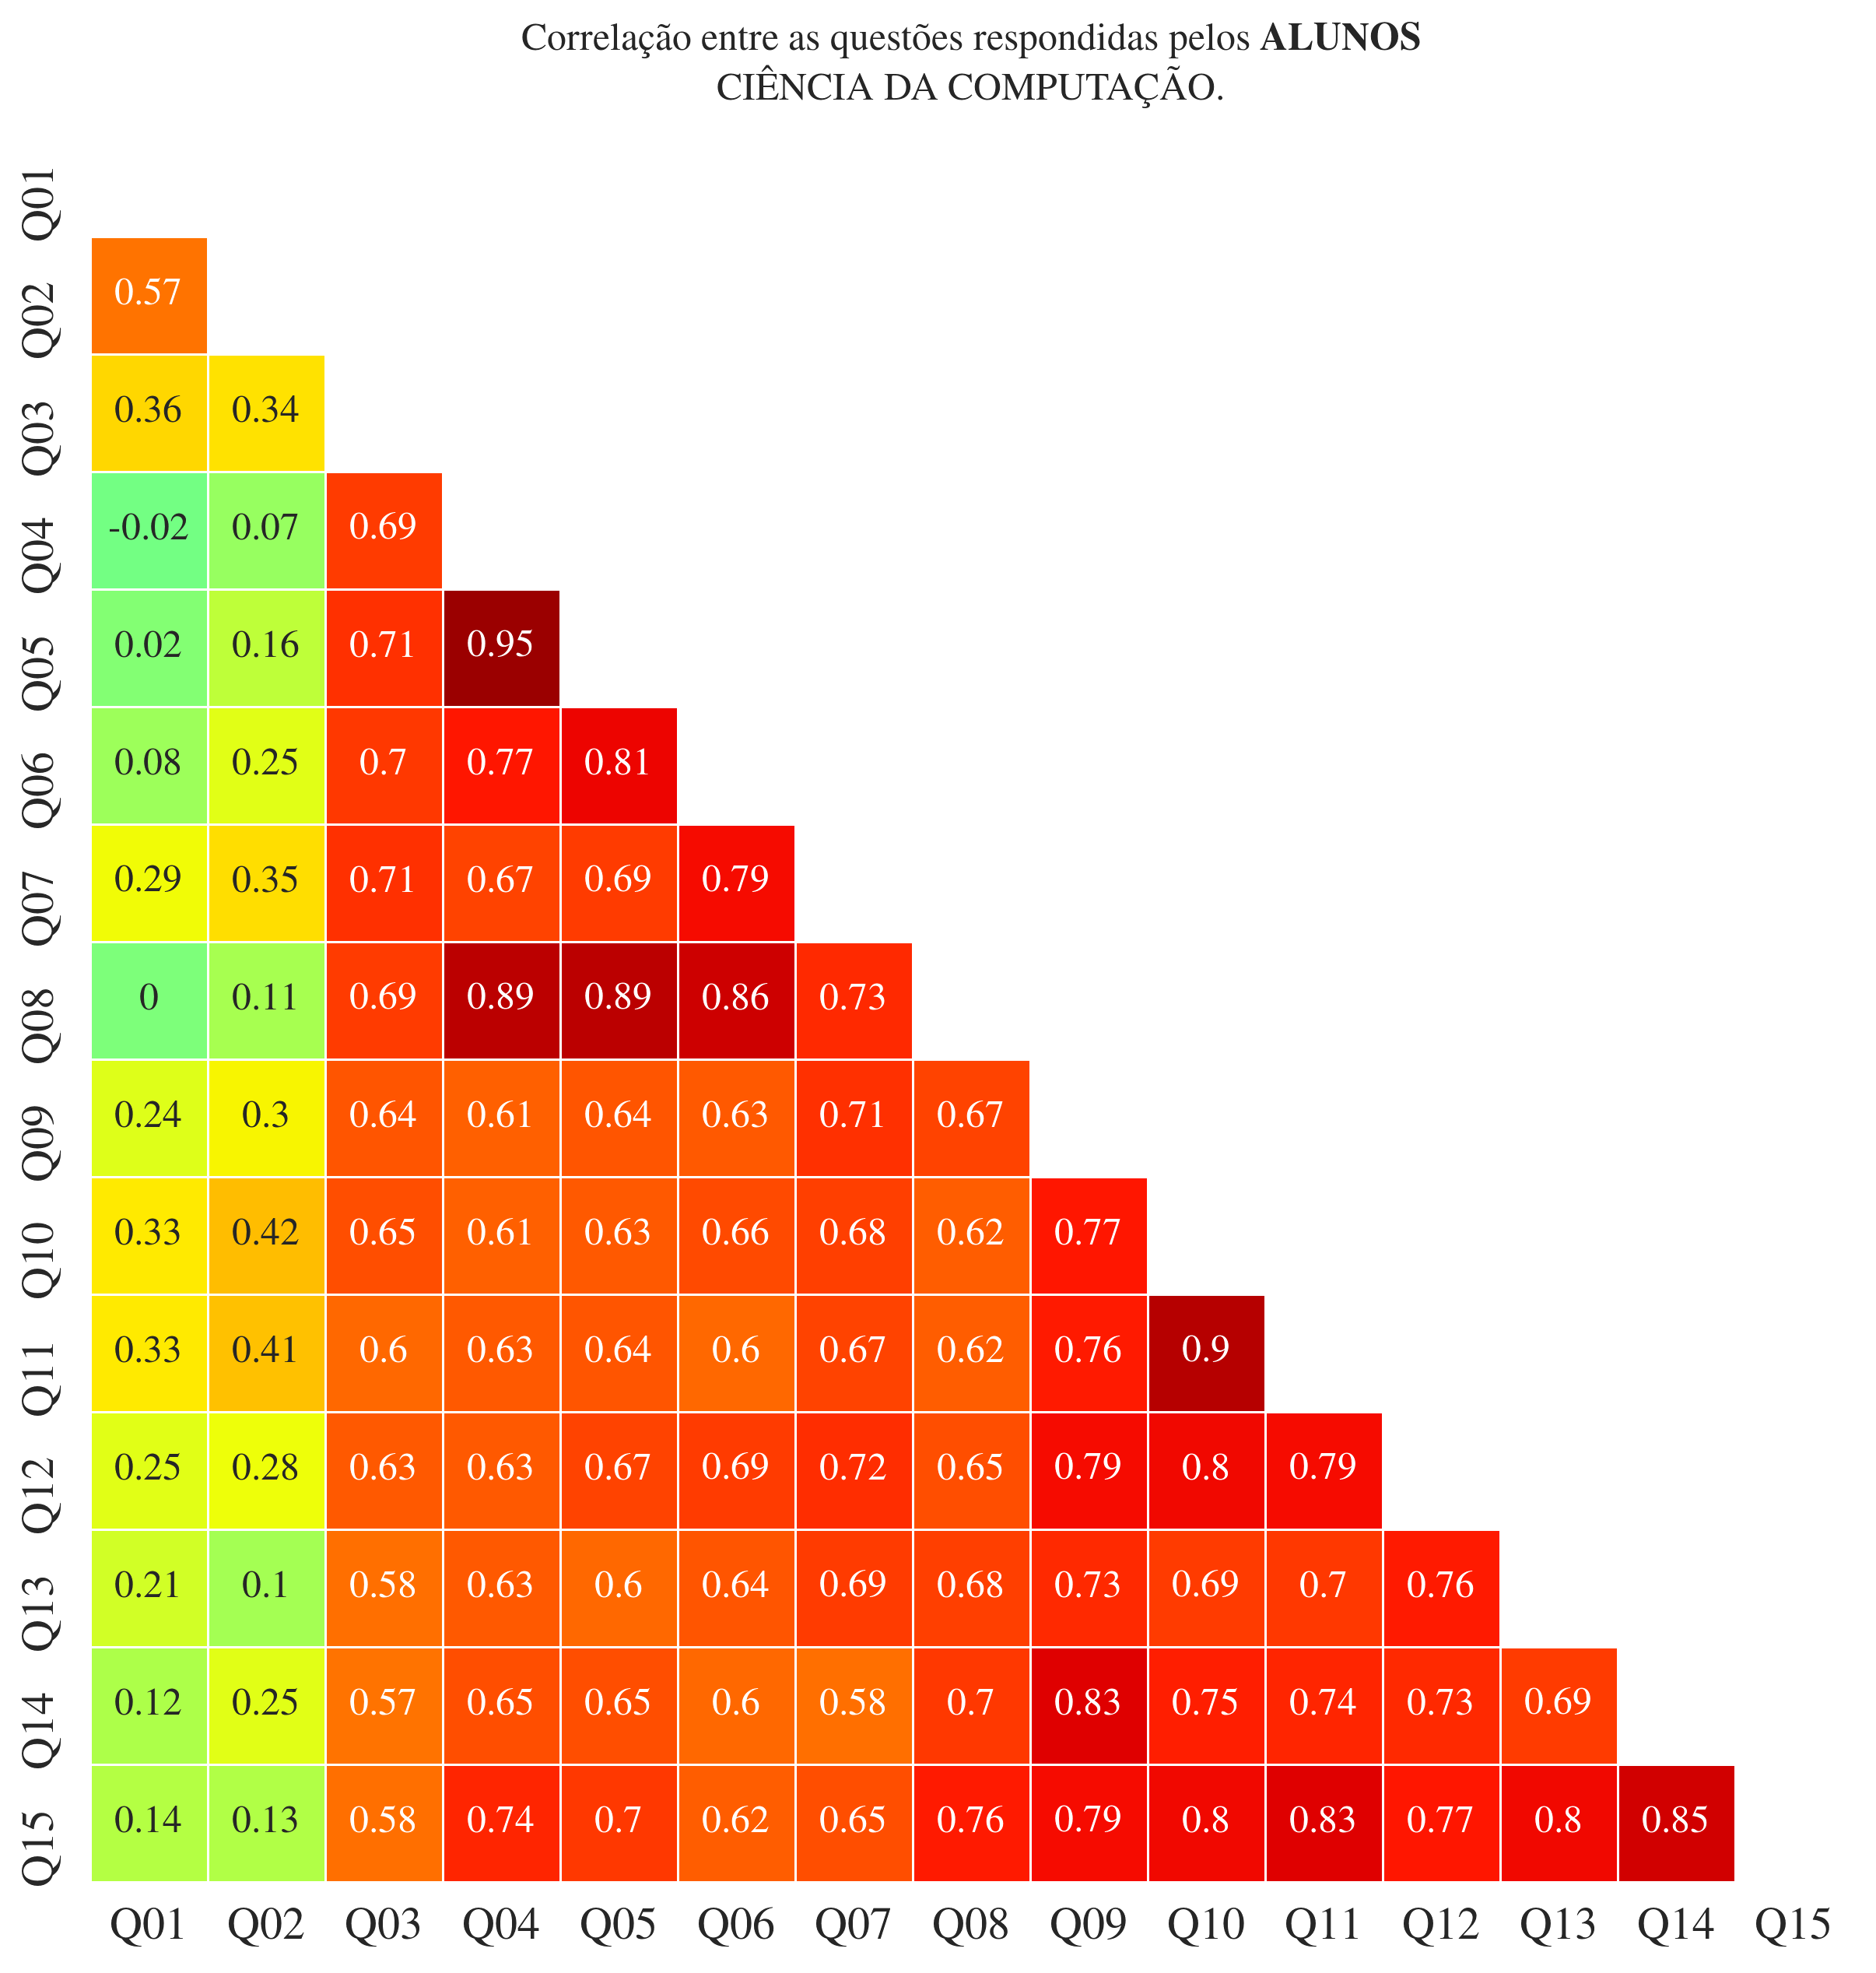 Correlação entre as questões respondidas pelos ALUNOS
CIÊNCIA DA COMPUTAÇÃO.
Q01
Q02 0.57
Q03 0.36 0.34
Q04 -0.02 0.07 0.69
Q05 0.02 0.16 0.71 0.95
Q06 0.08 0.25 0.7 0.77 0.81
Q07 0.29 0.35 0.71 0.67 0.69 0.79
Q08 0 0.11 0.69 0.89 0.89 0.86 0.73
Q09 0.24 0.3 0.64 0.61 0.64 0.63 0.71 0.67
Q10 0.33 0.42 0.65 0.61 0.63 0.66 0.68 0.62 0.77
Q11 0.33 0.41 0.6 0.63 0.64 0.6 0.67 0.62 0.76 0.9
Q12 0.25 0.28 0.63 0.63 0.67 0.69 0.72 0.65 0.79 0.8 0.79
Q13 0.21 0.1 0.58 0.63 0.6 0.64 0.69 0.68 0.73 0.69 0.7 0.76
Q14 0.12 0.25 0.57 0.65 0.65 0.6 0.58 0.7 0.83 0.75 0.74 0.73 0.69
Q15 0.14 0.13 0.58 0.74 0.7 0.62 0.65 0.76 0.79 0.8 0.83 0.77 0.8 0.85
Q01 Q02 Q03 Q04 Q05 Q06 Q07 Q08 Q09 Q10 Q11 Q12 Q13 Q14 Q15